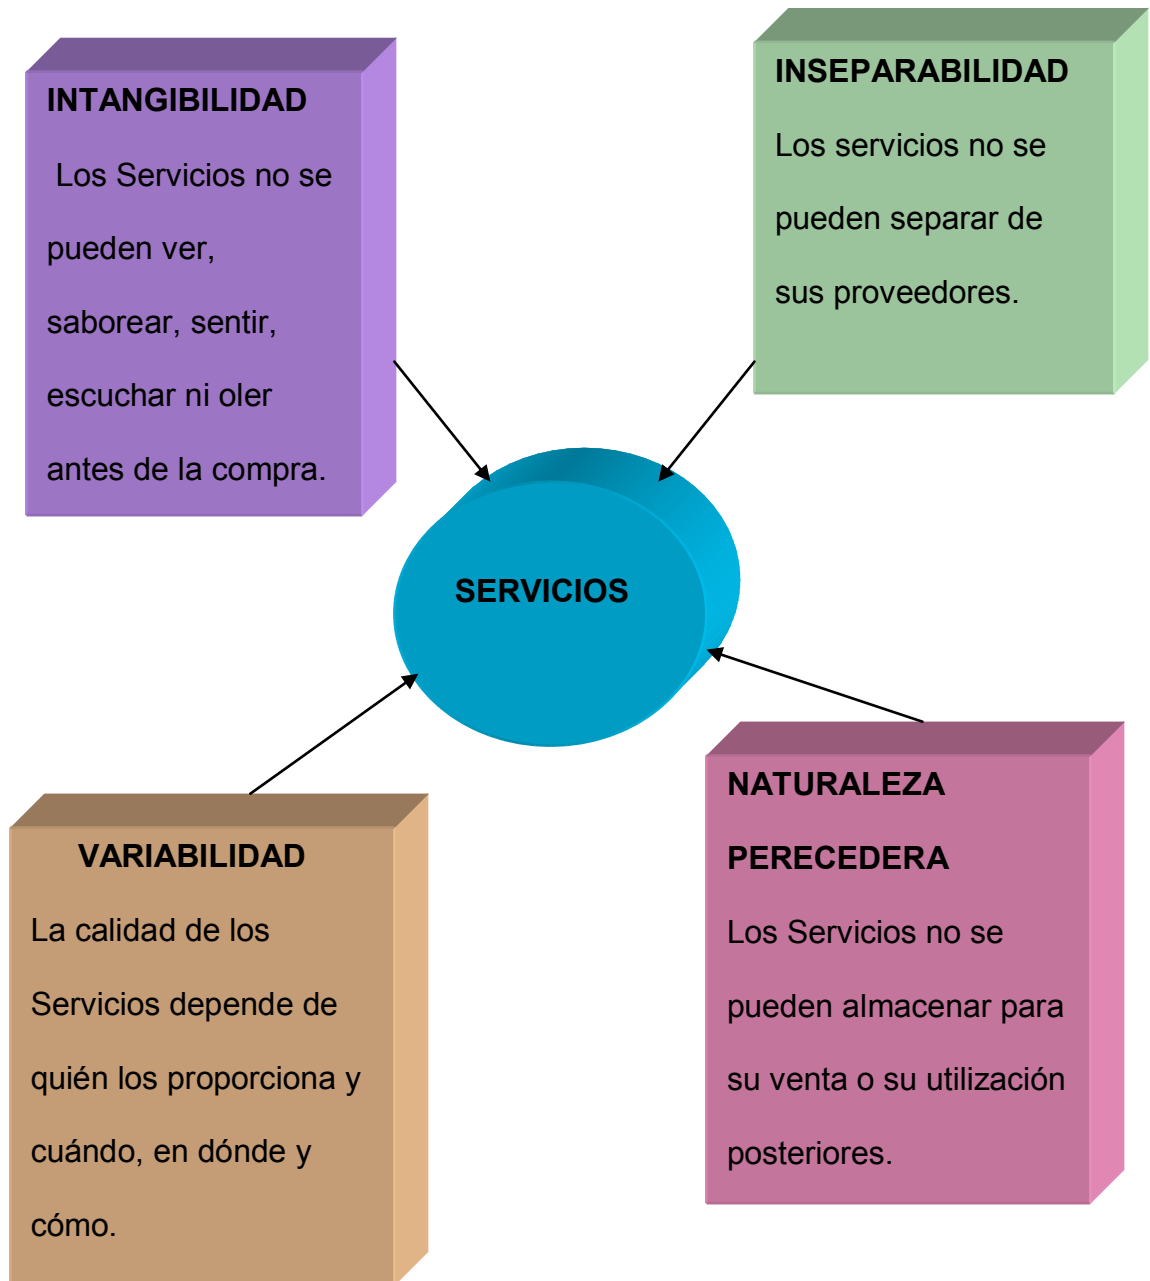 INTANGIBILIDAD
Los Servicios no se
pueden ver,
saborear, sentir,
escuchar ni oler
antes de la compra.
INSEPARABILIDAD
Los servicios no se
pueden separar de
sus proveedores.
SERVICIOS
VARIABILIDAD
La calidad de los
Servicios depende de
quién los proporciona y
cuándo, en dónde y
cómo.
NATURALEZA
PERECEDERA
Los Servicios no se
pueden almacenar para
su venta o su utilización
posteriores.